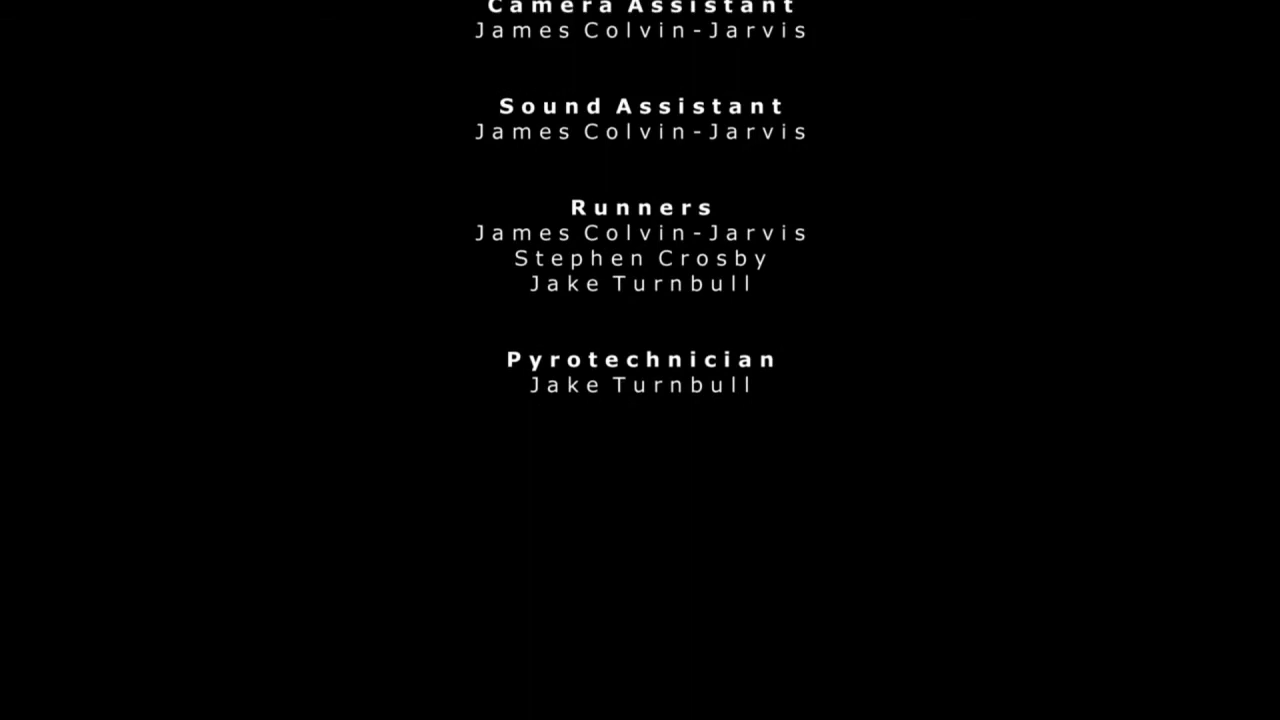 Camera Assistant
James Colvin-Jarvis
Sound Assistant
James Colvin-Jarvis
Runners
James Colvin-Jarvis
Stephen Crosby
Jake Turnbull
Pyrotechnician
Jake Turnbull